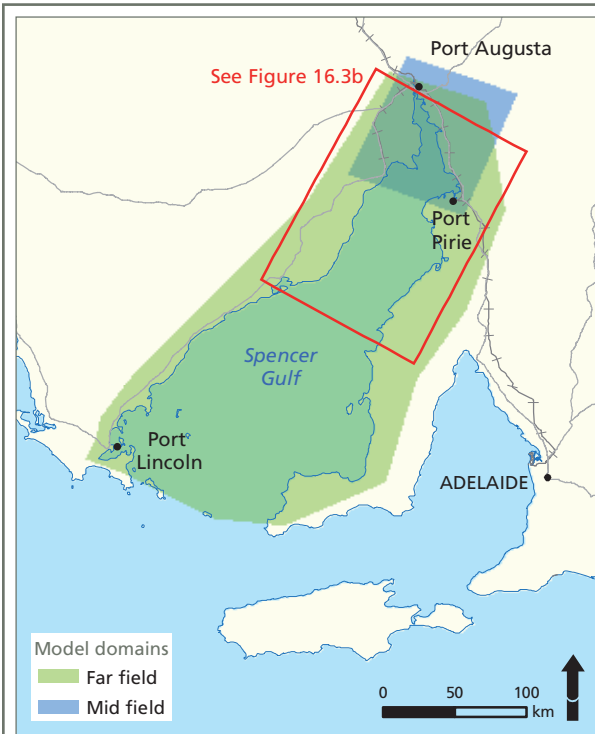 Port Augusta
See Figure 16.3b
Port
Pirie
Spencer
Gulf
Port
Lincoln
ADELAIDE
Model domains
Far field
Mid field
0 50 100
km